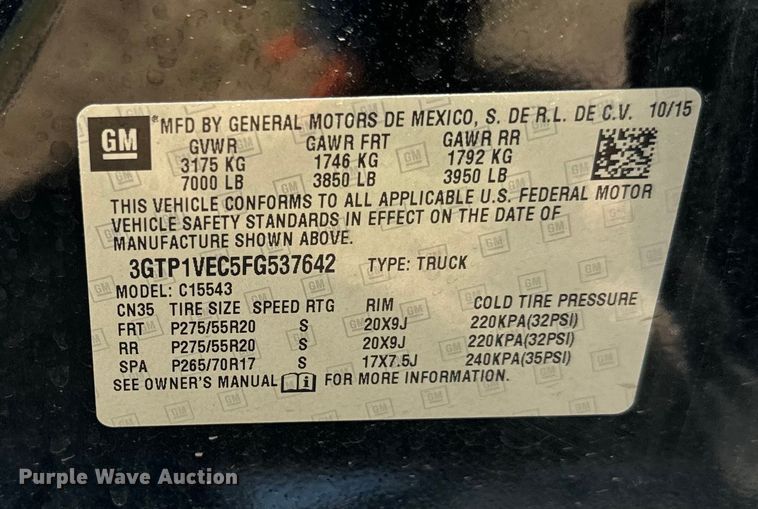 GM ®MFD BY GENERAL MOTORS DE MEXICO, S. DE R.L. DE C.V. 10/15
GVWR GAWR FRT GAWR RR
3175 KG 1746 KG 1792 KG
7000 LB 3850 LB 3950 LB
THIS VEHICLE CONFORMS TO ALL APPLICABLE U.S. FEDERAL MOTOR
VEHICLE SAFETY STANDARDS IN EFFECT ON THE DATE OF
MANUFACTURE SHOWN ABOVE.
3GTP1VEC5FG537642 TYPE: TRUCK
MODEL: C15543
CN35 TIRE SIZE SPEED RTG RIM COLD TIRE PRESSURE
FRT P275/55R20 S 20X9J 220KPA(32PSI)
RR P275/55R20 S 20X9J 220KPA(32PSI)
SPA P265/70R17 S 17X7.5J 240KPA(35PSI)
SEE OWNER'S MANUAL FOR MORE INFORMATION.
Purple Wave Auction